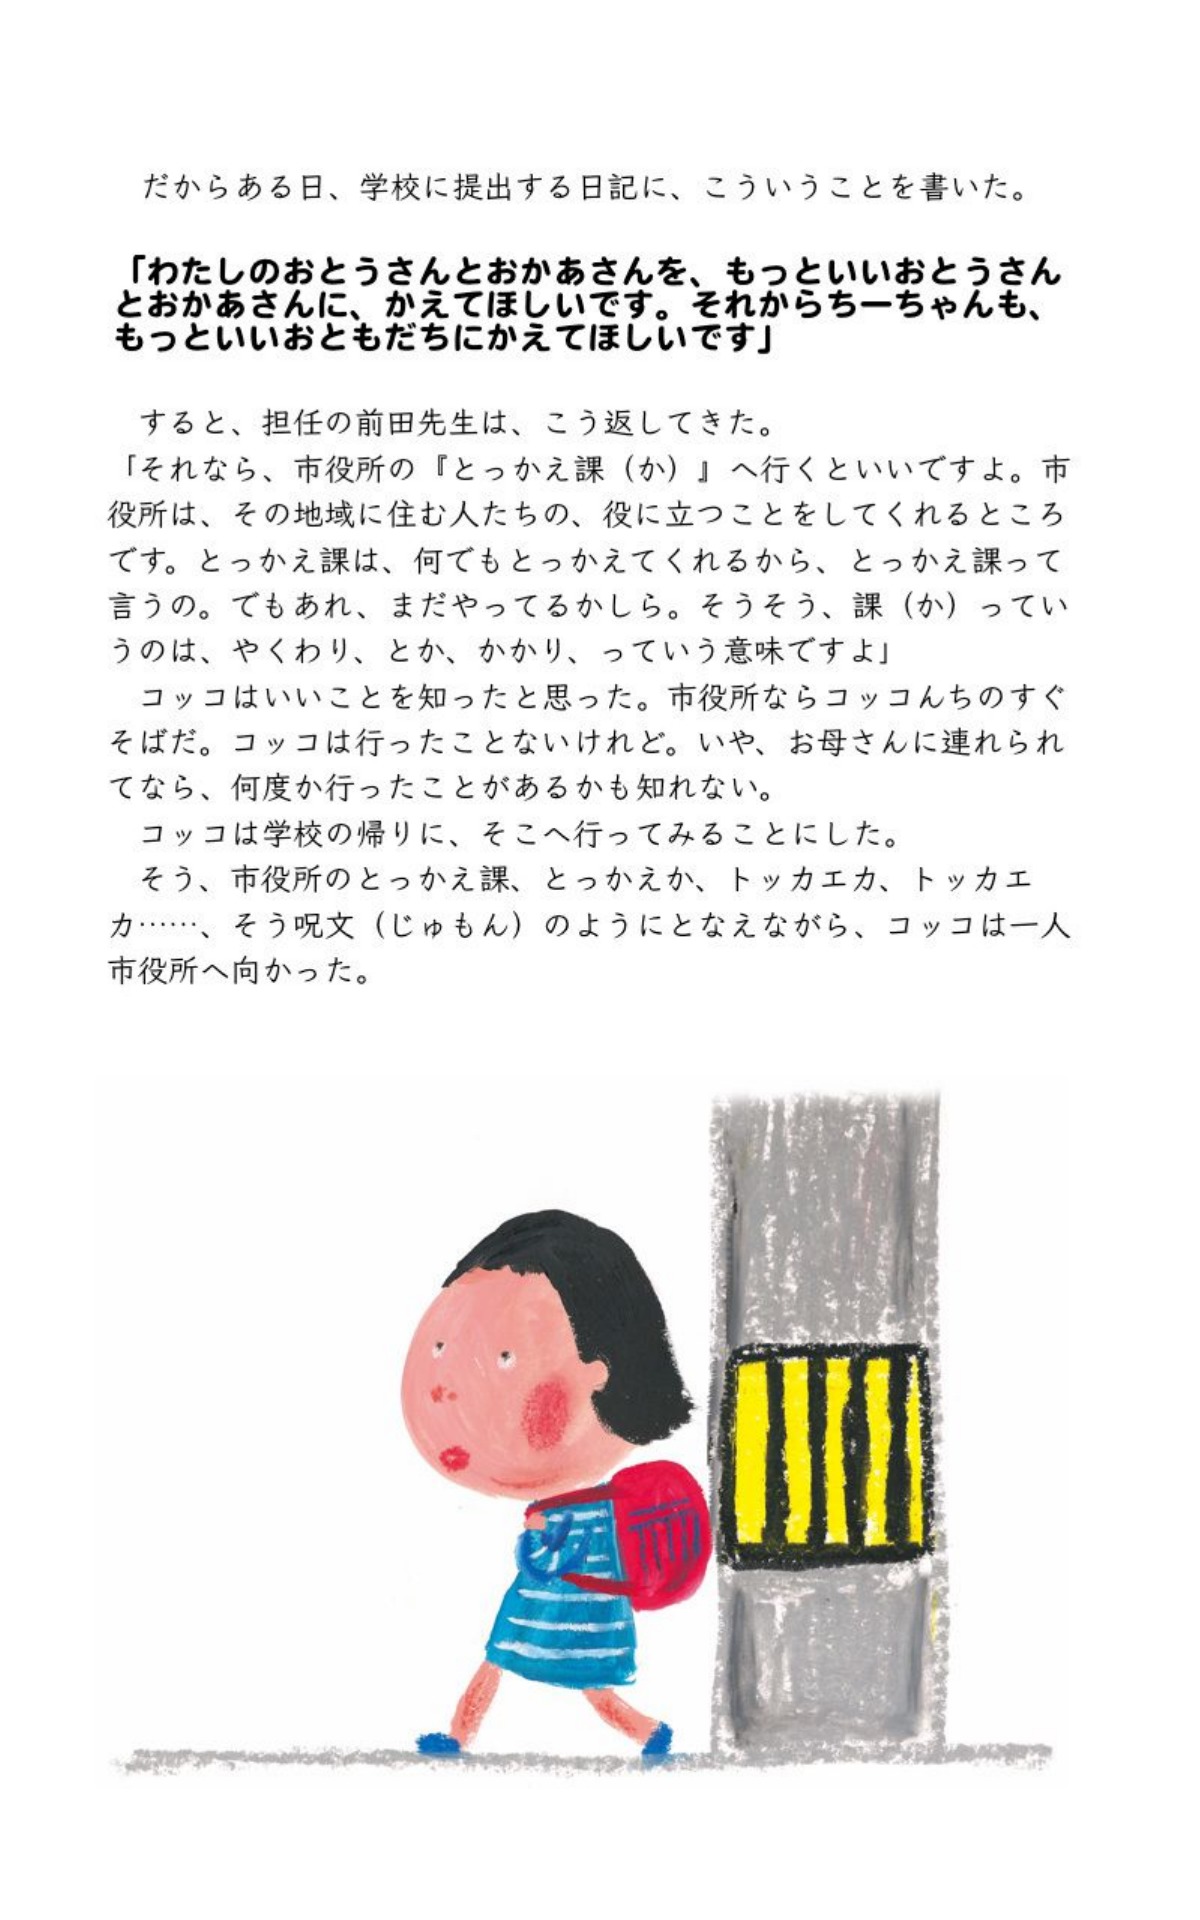 だからある日、学校に提出する日記に、こういうことを書いた。
「わたしのおとうさんとおかあさんを、もっといいおとうさん
とおかあさんに、かえてほしいです。それからちーちゃんも、
もっといいおともだちにかえてほしいです」
すると、担任の前田先生は、こう返してきた。
「それなら、市役所の『とっかえ課（か）』へ行くといいですよ。市
役所は、その地域に住む人たちの、役に立つことをしてくれるところ
です。とっかえ課は、何でもとっかえてくれるから、とっかえ課って
言うの。でもあれ、まだやってるかしら。そうそう、課（か）ってい
うのは、やくわり、とか、かかり、っていう意味ですよ」
コッコはいいことを知ったと思った。市役所ならコッコんちのすぐ
そばだ。コッコは行ったことないけれど。いや、お母さんに連れられ
てなら、何度か行ったことがあるかも知れない。
コッコは学校の帰りに、そこへ行ってみることにした。
そう、市役所のとっかえ課、とっかえか、トッカエカ、トッカエ
カ……、そう呪文（じゅもん）のようにとなえながら、コッコは一人
市役所へ向かった。